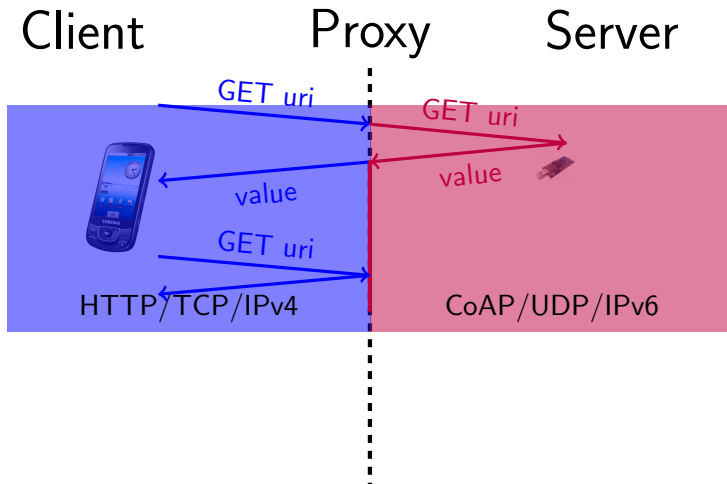 Client Proxy Server
GET uri
GET uri
value
value
GET uri
HTTP/TCP/IPv4
CoAP/UDP/IPv6